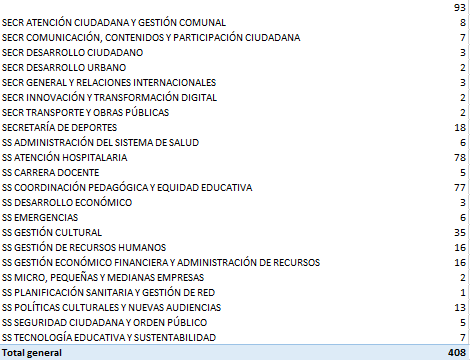 93
SECR ATENCIÓN CIUDADANA Y GESTIÓN COMUNAL 8
SECR COMUNICACIÓN, CONTENIDOS Y PARTICIPACIÓN CIUDADANA 7
SECR DESARROLLO CIUDADANO 3
SECR DESARROLLO URBANO 2
SECR GENERAL Y RELACIONES INTERNACIONALES 3
SECR INNOVACIÓN Y TRANSFORMACIÓN DIGITAL 2
SECR TRANSPORTE Y OBRAS PÚBLICAS 2
SECRETARÍA DE DEPORTES 18
SS ADMINISTRACIÓN DEL SISTEMA DE SALUD 6
SS ATENCIÓN HOSPITALARIA 78
SS CARRERA DOCENTE 5
SS COORDINACIÓN PEDAGÓGICA Y EQUIDAD EDUCATIVA 77
SS DESARROLLO ECONÓMICO 3
SS EMERGENCIAS 6
SS GESTIÓN CULTURAL 35
SS GESTIÓN DE RECURSOS HUMANOS 16
SS GESTIÓN ECONÓMICO FINANCIERA Y ADMINISTRACIÓN DE RECURSOS 16
SS MICRO, PEQUEÑAS Y MEDIANAS EMPRESAS 2
SS PLANIFICACIÓN SANITARIA Y GESTIÓN DE RED 1
SS POLÍTICAS CULTURALES Y NUEVAS AUDIENCIAS 13
SS SEGURIDAD CIUDADANA Y ORDEN PÚBLICO 5
SS TECNOLOGÍA EDUCATIVA Y SUSTENTABILIDAD 7
Total general 408